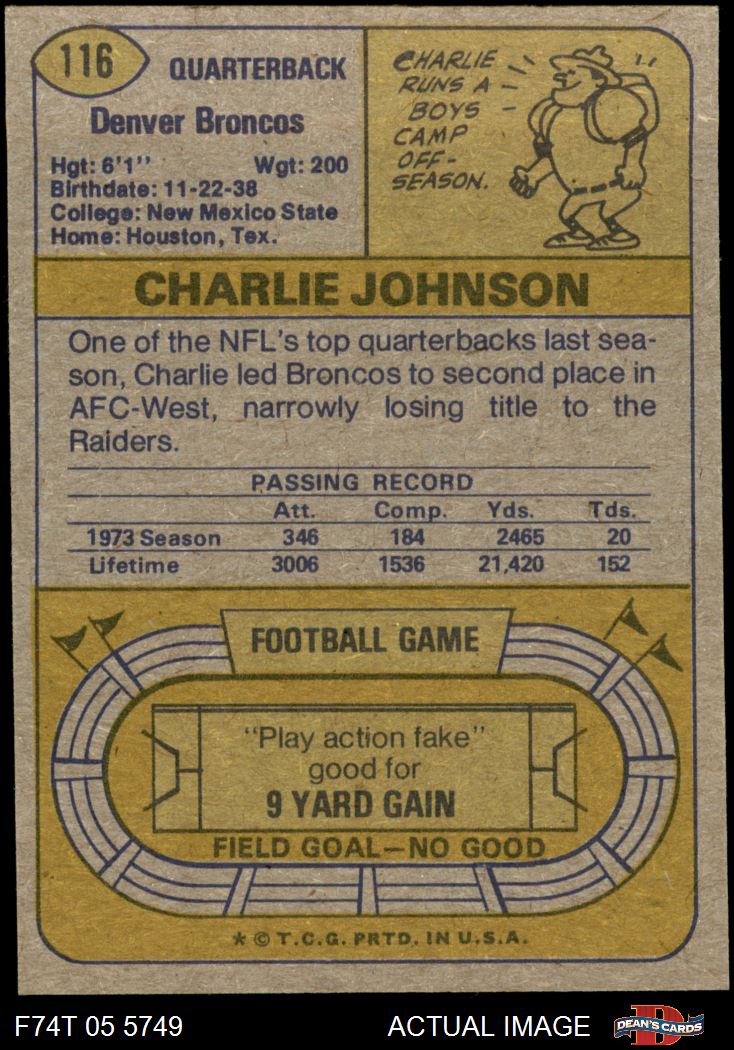 116
QUARTERBACK
Denver Broncos
Hgt: 6'1"    Wgt: 200
Birthdate: 11-22-38
College: New Mexico State
Home: Houston, Tex.
CHARLIE
RUNS A
BOYS
CAMP
OFF-
SEASON.
CHARLIE JOHNSON
One of the NFL's top quarterbacks last sea-
son, Charlie led Broncos to second place in
AFC-West, narrowly losing title to the
Raiders.
PASSING RECORD
Att.    Comp.    Yds.    Tds.
1973 Season    346    184    2465    20
Lifetime    3006    1536    21,420    152
FOOTBALL GAME
"Play action fake"
good for
9 YARD GAIN
FIELD GOAL—NO GOOD
* © T.C.G. PRTD. IN U.S.A.
F74T 05 5749    ACTUAL IMAGE    D DEAN'S CARDS